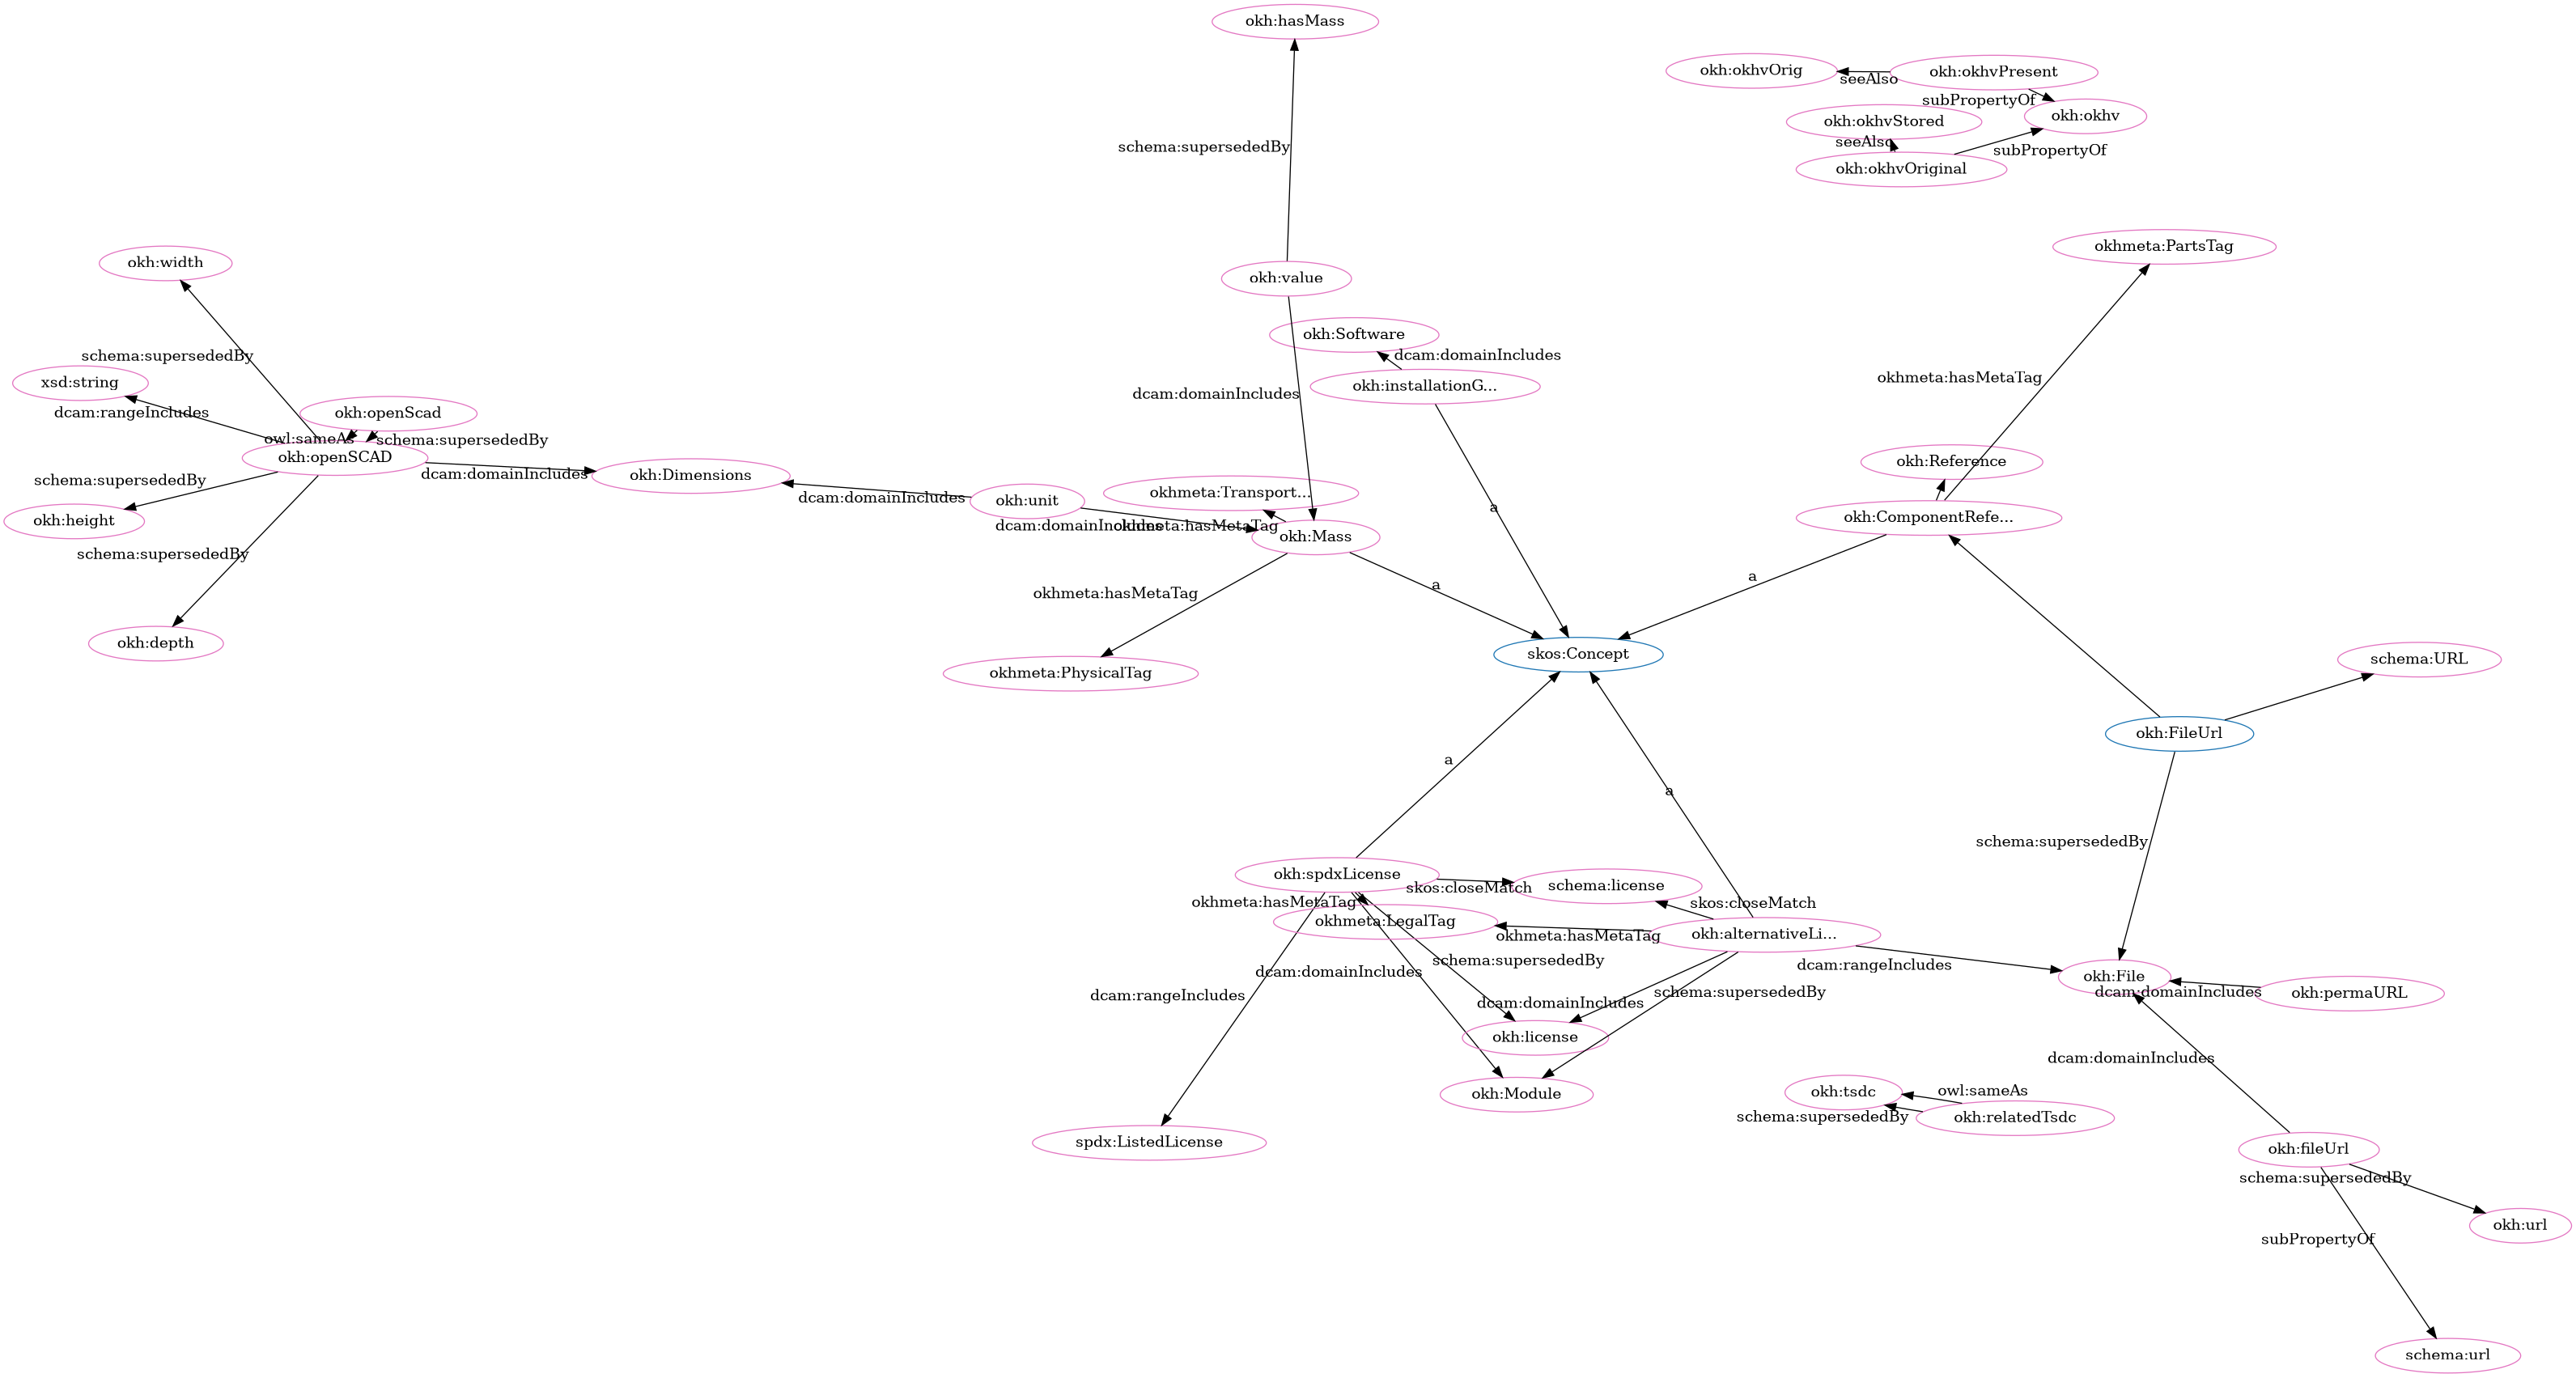 okh:hasMass
okh:okhvOrig
okh:okhvPresent
seeAlso
subPropertyOf
okh:okhv
okh:okhvStored
seeAlso
schema:supersededBy
subPropertyOf
okh:okhvOriginal
okhmeta:PartsTag
okh:width
okh:value
okh:Software
schema:supersededBy
dcam:domainIncludes
okhmeta:hasMetaTag
xsd:string
okh:installationG...
dcam:domainIncludes
dcam:rangeIncludes
okh:openScad
owl:sameAs
schema:supersededBy
okh:openSCAD
okh:Reference
dcam:domainIncludes
okh:Dimensions
schema:supersededBy
okhmeta:Transport...
dcam:domainIncludes
okh:unit
a
okh:height
dcam:domainIncludes
okhmeta:hasMetaTag
okh:Mass
okh:ComponentRefe...
schema:supersededBy
a
a
okhmeta:hasMetaTag
okh:depth
skos:Concept
schema:URL
okhmeta:PhysicalTag
okh:FileUrl
a
a
schema:supersededBy
okh:spdxLicense
skos:closeMatch
schema:license
okhmeta:hasMetaTag
skos:closeMatch
okhmeta:LegalTag
okhmeta:hasMetaTag
okh:alternativeLi...
schema:supersededBy
dcam:rangeIncludes
dcam:domainIncludes
okh:File
dcam:rangeIncludes
schema:supersededBy
dcam:domainIncludes
okh:permaURL
dcam:domainIncludes
okh:license
dcam:domainIncludes
okh:Module
okh:tsdc
owl:sameAs
schema:supersededBy
okh:relatedTsdc
spdx:ListedLicense
okh:fileUrl
schema:supersededBy
okh:url
subPropertyOf
schema:url